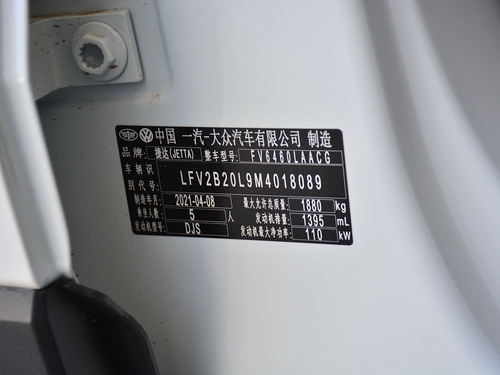 中国 一汽-大众汽车有限公司 制造
品牌: 捷达(JETTA) 整车型号: FV6460LAACG
车辆识别代号: LFV2B20L9M4018089
制造年月 2021-04-08 最大允许总质量: 1880 kg
乘坐人数 5 人 发动机排量: 1395 mL
发动机型号 DJS 发动机最大净功率: 110 kW